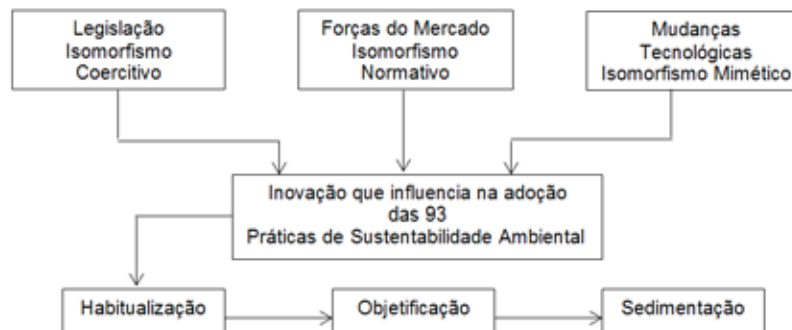 Legislação
Isomorfismo
Coercitivo
Forças do Mercado
Isomorfismo
Normativo
Mudanças
Tecnológicas
Isomorfismo Mimético
Inovação que influencia na adoção
das 93
Práticas de Sustentabilidade Ambiental
Habitualização
Objetificação
Sedimentação